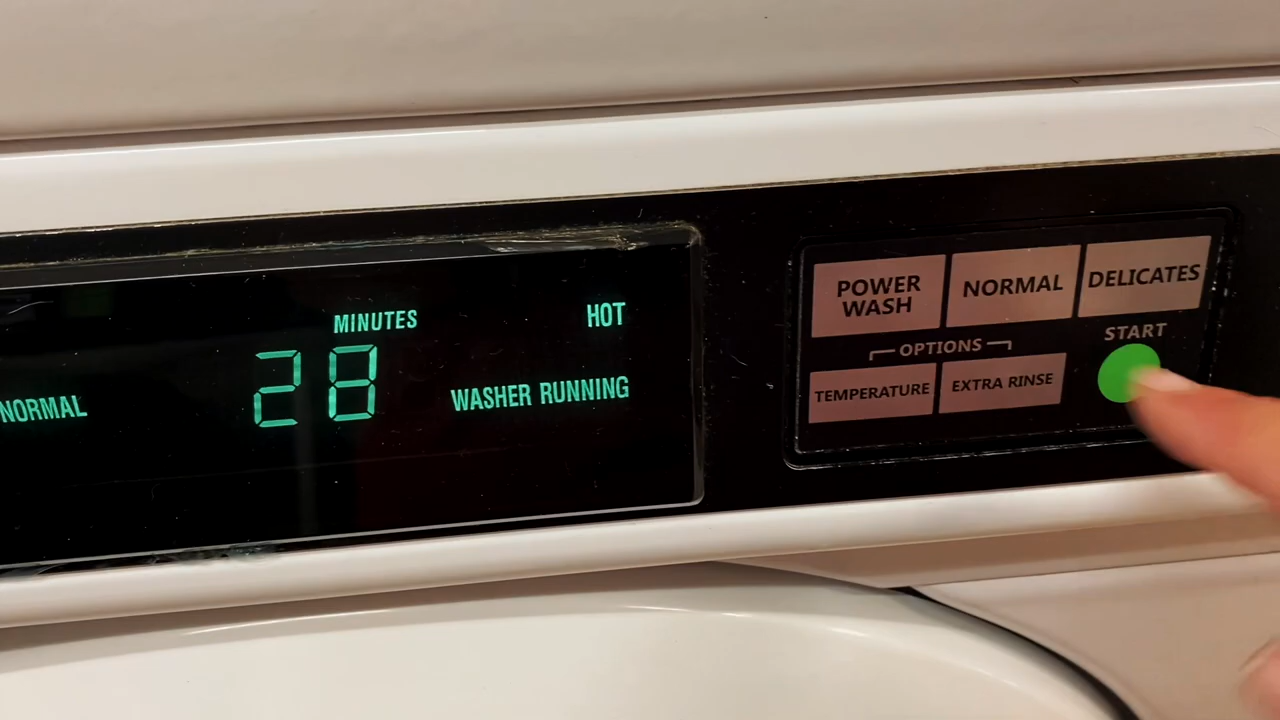 MINUTES
HOT
NORMAL
28
WASHER RUNNING
POWER
WASH
NORMAL
DELICATES
OPTIONS
START
TEMPERATURE
EXTRA RINSE